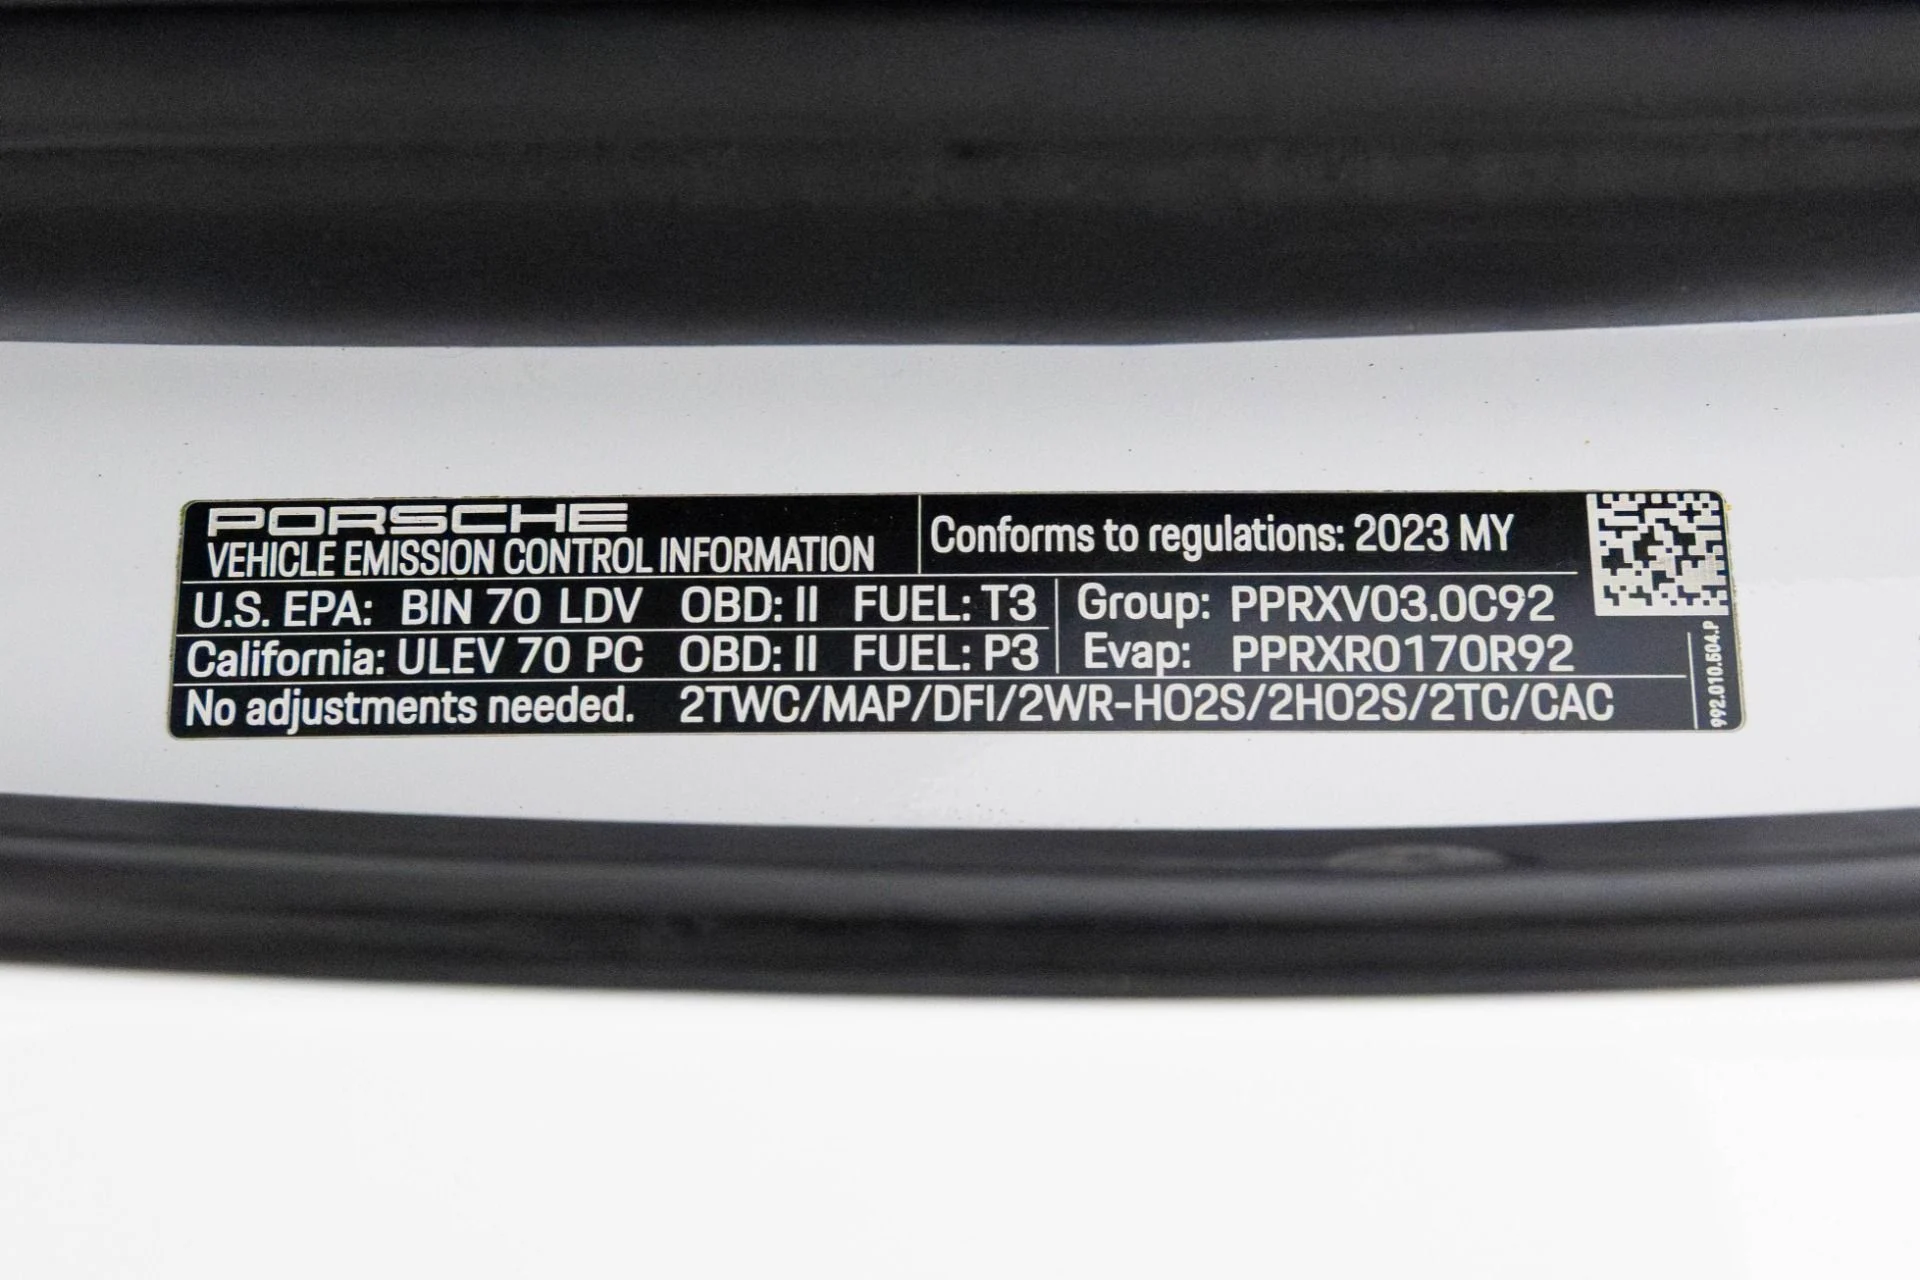 PORSCHE
VEHICLE EMISSION CONTROL INFORMATION
Conforms to regulations: 2023 MY
U.S. EPA: BIN 70 LDV OBD: II FUEL: T3
Group: PPRXV03.0C92
California: ULEV 70 PC OBD: II FUEL: P3
Evap: PPRXR0170R92
No adjustments needed. 2TWC/MAP/DFI/2WR-HO2S/2HO2S/2TC/CAC
992.010.504.P